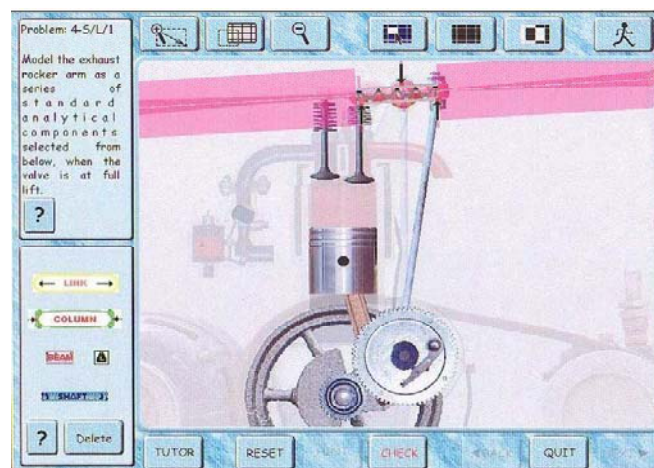 Problem: 4-S/L/1
Model the exhaust
rocker arm as a
series of
standard
analytical
components
selected from
below, when the
valve is at full
lift.
?
← LINK →
COLUMN
BEAM
SHAFT
? Delete
TUTOR RESET CHECK BACK QUIT